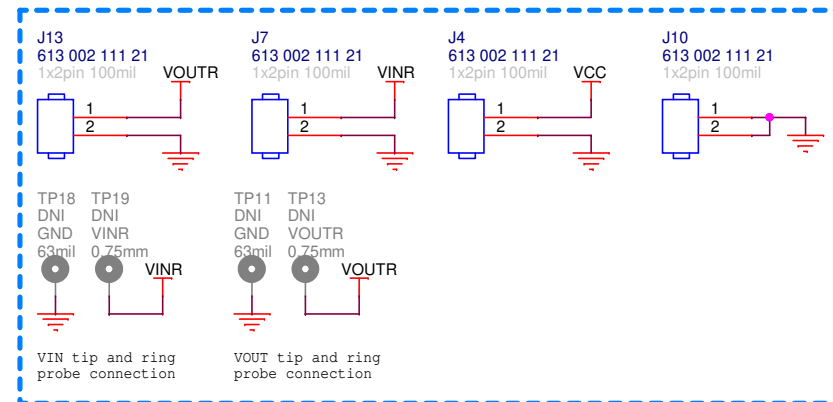 J13
613 002 111 21
1x2pin 100mil
VOUTR
1
2
J7
613 002 111 21
1x2pin 100mil
VINR
1
2
J4
613 002 111 21
1x2pin 100mil
VCC
1
2
J10
613 002 111 21
1x2pin 100mil
1
2
TP18
DNI
GND
63mil
TP19
DNI
VINR
0.75mm
VINR
VIN tip and ring
probe connection
TP11
DNI
GND
63mil
TP13
DNI
VOUTR
0.75mm
VOUTR
VOUT tip and ring
probe connection